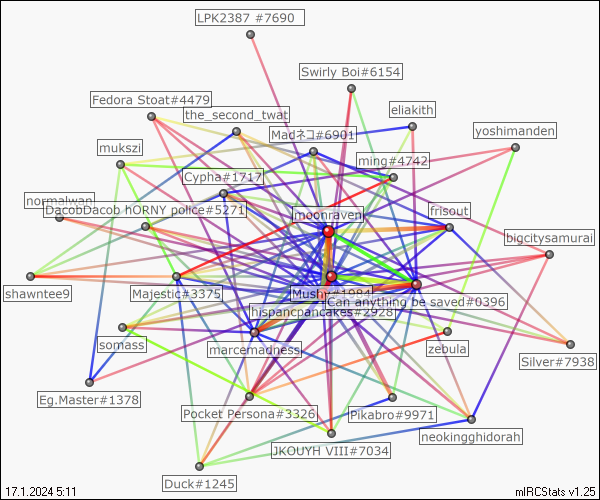 LPK2387 #7690
Swirly Boi#6154
Fedora Stoat#4479
the_second_twat
eliakith
Madネコ#6901
yoshimanden
mukszi
ming#4742
Cypha#1717
normalwan
DacobDacob hORNY police#5271
moonraven
frisout
bigcitysamurai
shawntee9
Majestic#3375
Mushy#1984
Can anything be saved#0396
hispancpancakes#2928
somass
marcemadness
zebula
Silver#7938
Eg.Master#1378
Pocket Persona#3326
Pikabro#9971
neokingghidorah
JKOUYH VIII#7034
Duck#1245
17.1.2024 5:11
mIRCStats v1.25